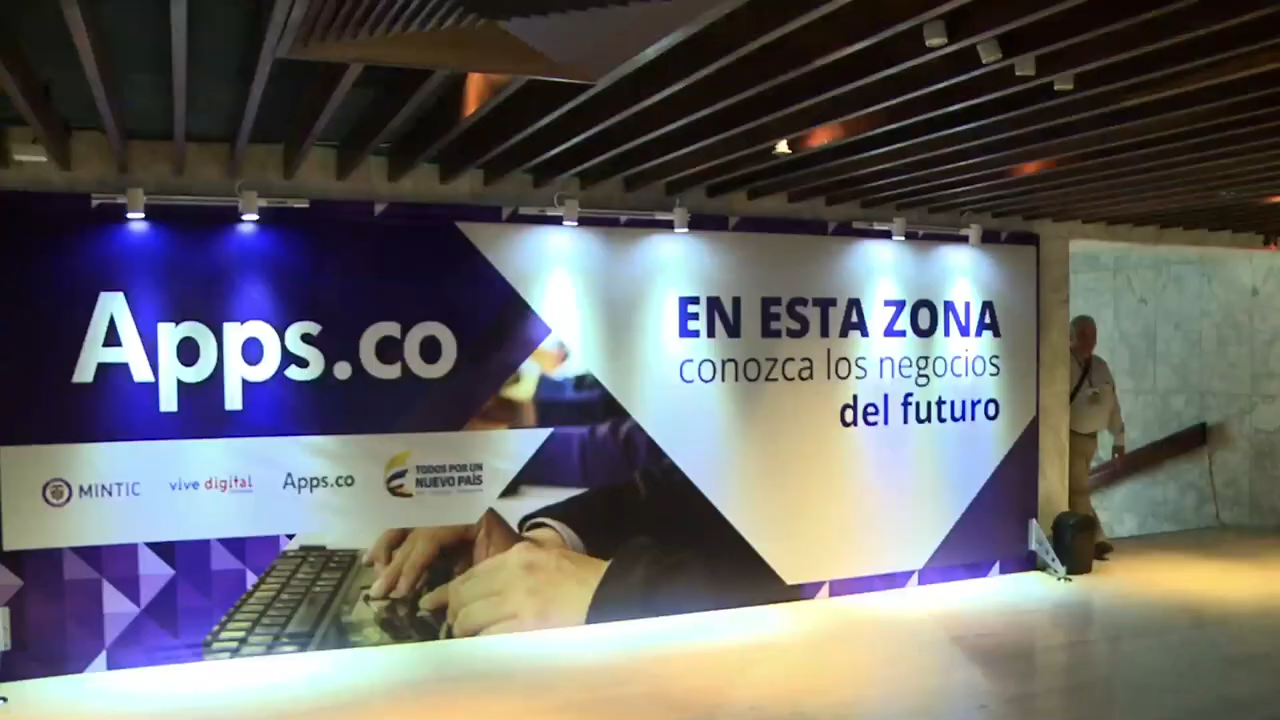 Apps.co
EN ESTA ZONA
conozca los negocios
del futuro
MINTIC
vive digital
Apps.co
TODOS POR UN
NUEVO PAÍS